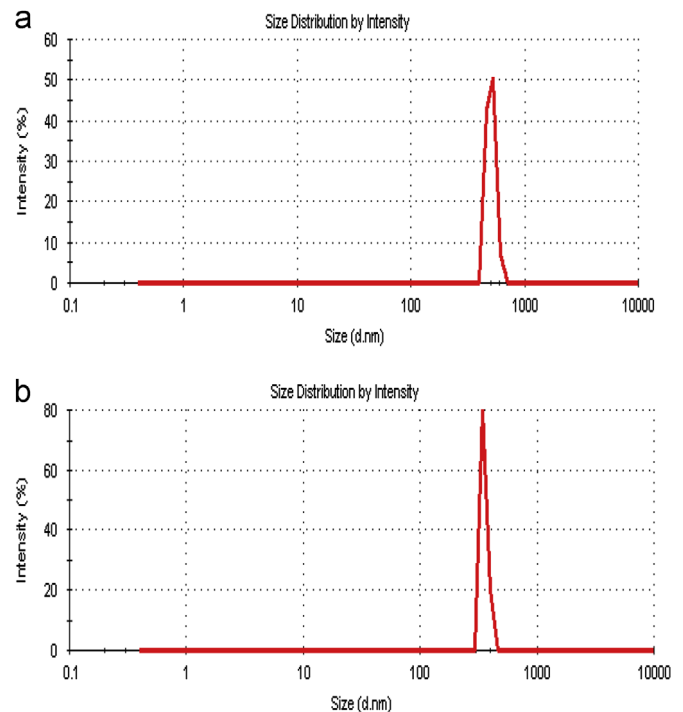 a
Size Distribution by Intensity
60
50
40
30
20
10
0
Intensity (%)
0.1 1 10 100 1000 10000
Size (d.nm)
b
Size Distribution by Intensity
80
60
40
20
0
Intensity (%)
0.1 1 10 100 1000 10000
Size (d.nm)